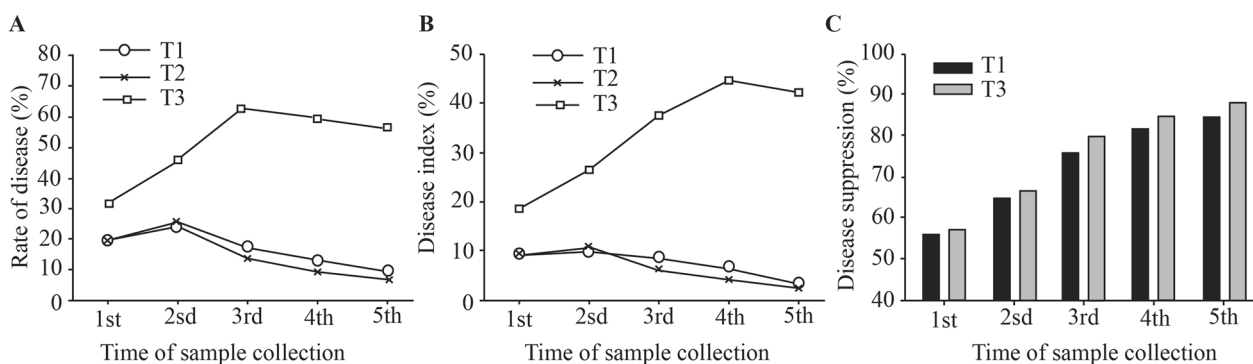 A
T1
T2
T3
Rate of disease (%)
80
70
60
50
40
30
20
10
0
1st 2sd 3rd 4th 5th
Time of sample collection
B
T1
T2
T3
Disease index (%)
50
40
30
20
10
0
1st 2sd 3rd 4th 5th
Time of sample collection
C
T1
T3
Disease suppression (%)
100
90
80
70
60
50
40
1st 2sd 3rd 4th 5th
Time of sample collection